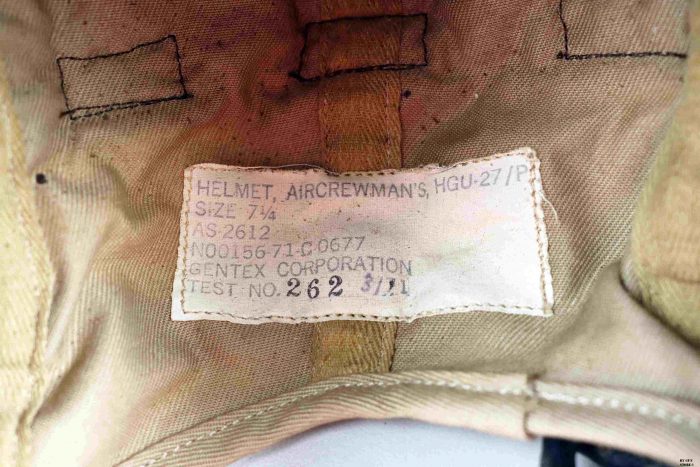 HELMET, AIRCREWMAN'S, HGU-27/P
SIZE 7¼
AS-2612
N00156-71-C-0677
GENTEX CORPORATION
TEST NO. 262 3/11